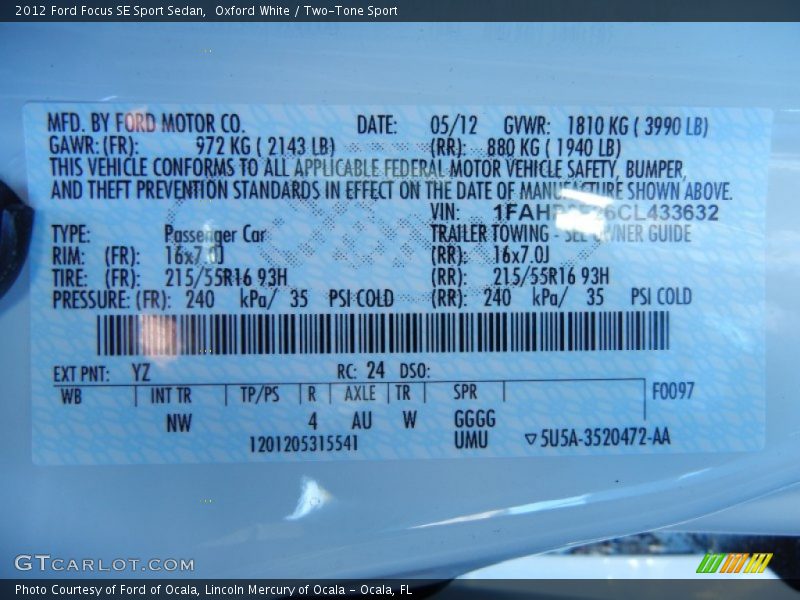 2012 Ford Focus SE Sport Sedan,  Oxford White / Two-Tone Sport
MFD. BY FORD MOTOR CO. DATE: 05/12 GVWR: 1810 KG ( 3990 LB)
GAWR: (FR): 972 KG ( 2143 LB) (RR): 880 KG ( 1940 LB)
THIS VEHICLE CONFORMS TO ALL APPLICABLE FEDERAL MOTOR VEHICLE SAFETY, BUMPER,
AND THEFT PREVENTION STANDARDS IN EFFECT ON THE DATE OF MANUFACTURE SHOWN ABOVE.
VIN:
TYPE: Passenger Car TRAILER TOWING - SEE OWNER GUIDE
RIM: (FR): 16x7.0J (RR): 16x7.0J
TIRE: (FR): 215/55R16 93H (RR): 215/55R16 93H
PRESSURE: (FR): 240 kPa/ 35 PSI COLD (RR): 240 kPa/ 35 PSI COLD
EXT PNT: YZ RC: 24 DSO:
WB INT TR TP/PS R AXLE TR SPR F0097
NW 4 AU W GGGG
1201205315541 UMU ▽5U5A-3520472-AA
GTCARLOT.COM
Photo Courtesy of Ford of Ocala, Lincoln Mercury of Ocala - Ocala, FL